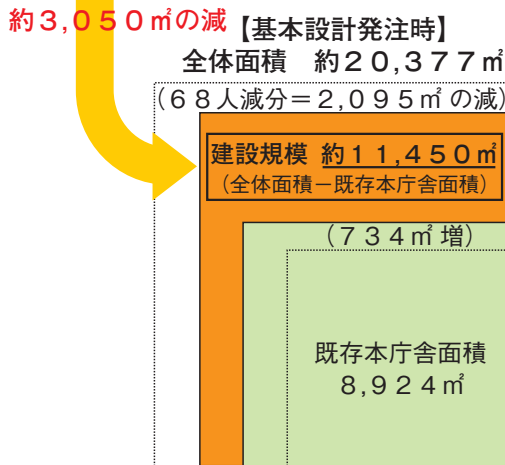 約３,０５０㎡の減
【基本設計発注時】
全体面積　約２０,３７７㎡
（６８人減分＝２,０９５㎡の減）
建設規模　約１１,４５０㎡
（全体面積－既存本庁舎面積）
（７３４㎡増）
既存本庁舎面積
８,９２４㎡